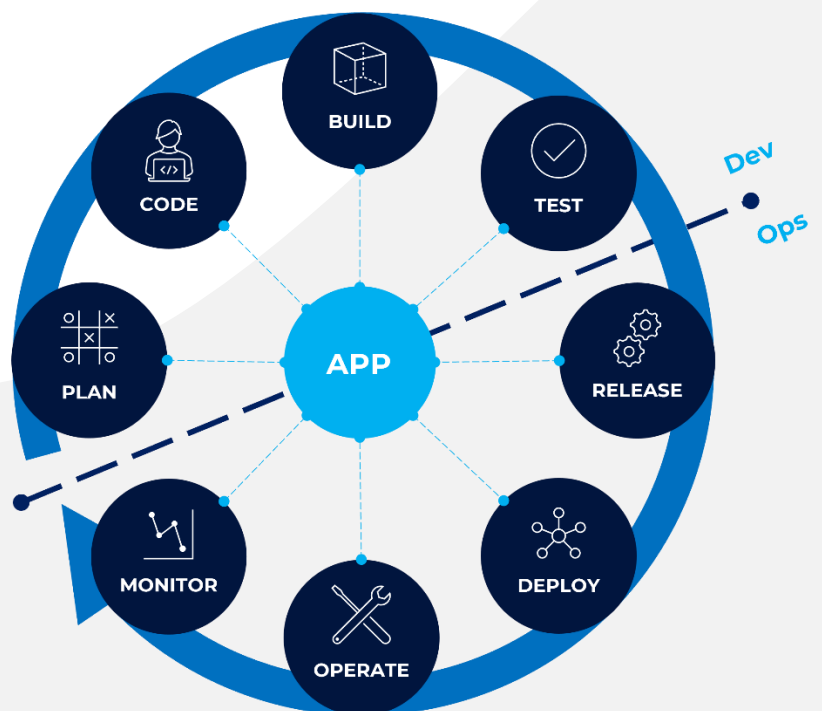 BUILD
CODE
TEST
Dev
Ops
PLAN
APP
RELEASE
MONITOR
DEPLOY
OPERATE